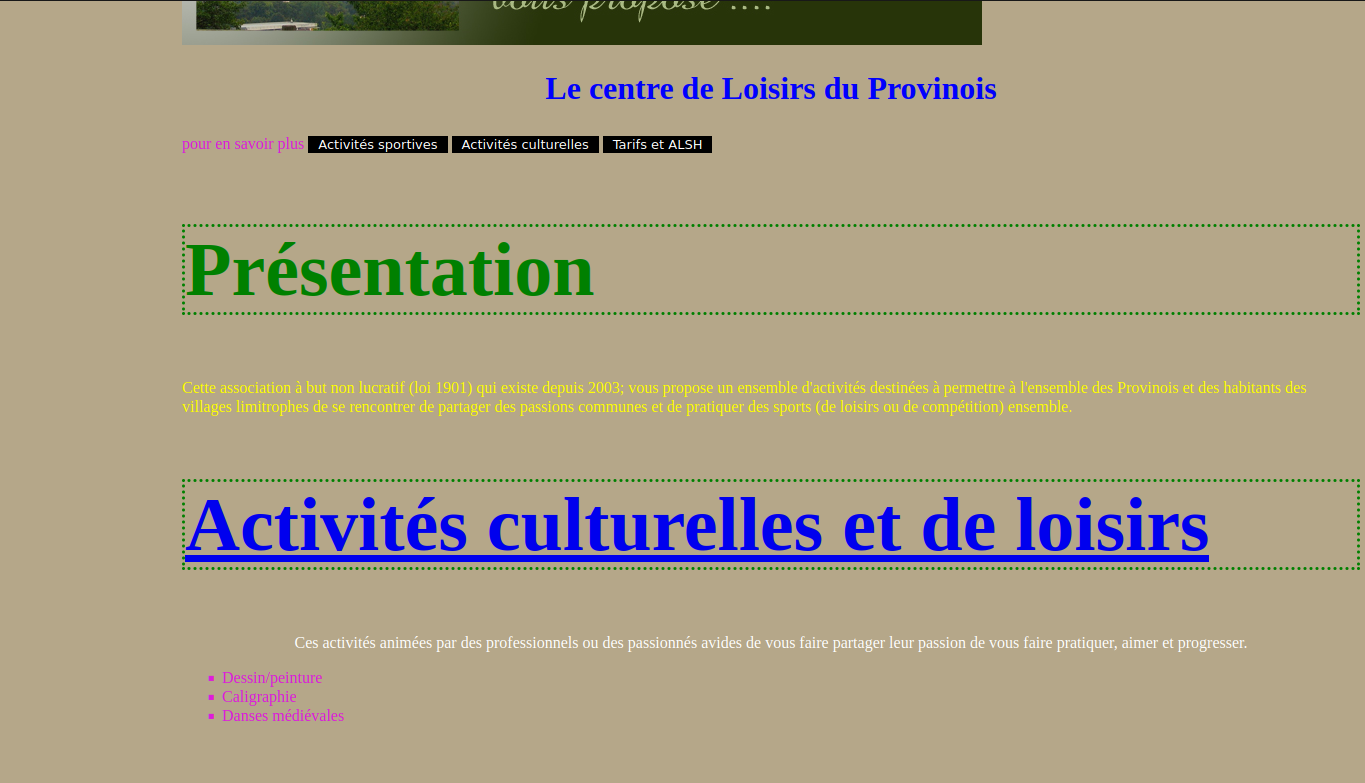 vous propose ....
Le centre de Loisirs du Provinois
pour en savoir plus Activités sportives Activités culturelles Tarifs et ALSH
Présentation
Cette association à but non lucratif (loi 1901) qui existe depuis 2003; vous propose un ensemble d'activités destinées à permettre à l'ensemble des Provinois et des habitants des
villages limitrophes de se rencontrer de partager des passions communes et de pratiquer des sports (de loisirs ou de compétition) ensemble.
Activités culturelles et de loisirs
Ces activités animées par des professionnels ou des passionnés avides de vous faire partager leur passion de vous faire pratiquer, aimer et progresser.
Dessin/peinture
Caligraphie
Danses médiévales